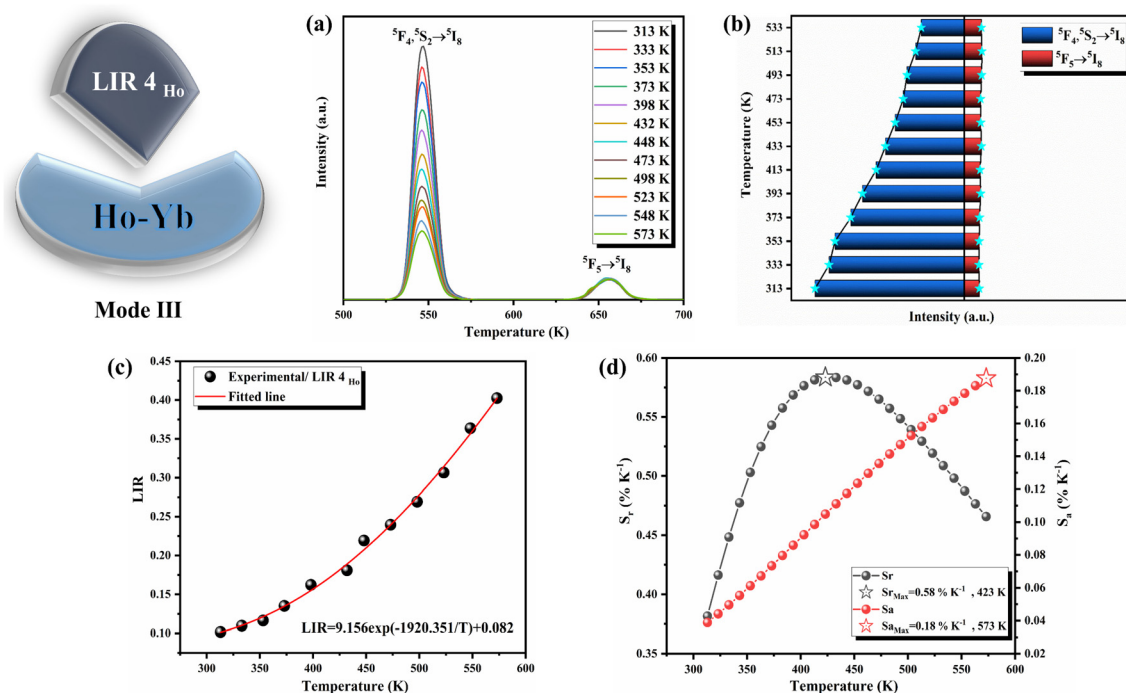 LIR 4 Ho
Ho-Yb
Mode III
(a)
⁵F₄,⁵S₂→⁵I₈
⁵F₅→⁵I₈
313 K
333 K
353 K
373 K
398 K
432 K
448 K
473 K
498 K
523 K
548 K
573 K
Intensity (a.u.)
500 550 600 650 700
Temperature (K)
(b)
⁵F₄,⁵S₂→⁵I₈
⁵F₅→⁵I₈
Temperature (K)
533
513
493
473
453
433
413
393
373
353
333
313
Intensity (a.u.)
(c)
Experimental/ LIR 4 Ho
Fitted line
LIR
0.45
0.40
0.35
0.30
0.25
0.20
0.15
0.10
LIR=9.156exp(-1920.351/T)+0.082
300 350 400 450 500 550 600
Temperature (K)
(d)
Sᵣ (% K⁻¹)
0.60
0.55
0.50
0.45
0.40
0.35
Sₐ (% K⁻¹)
0.20
0.18
0.16
0.14
0.12
0.10
0.08
0.06
0.04
0.02
Sr
Sr Max=0.58 % K⁻¹ , 423 K
Sa
Sa Max=0.18 % K⁻¹ , 573 K
300 350 400 450 500 550 600
Temperature (K)